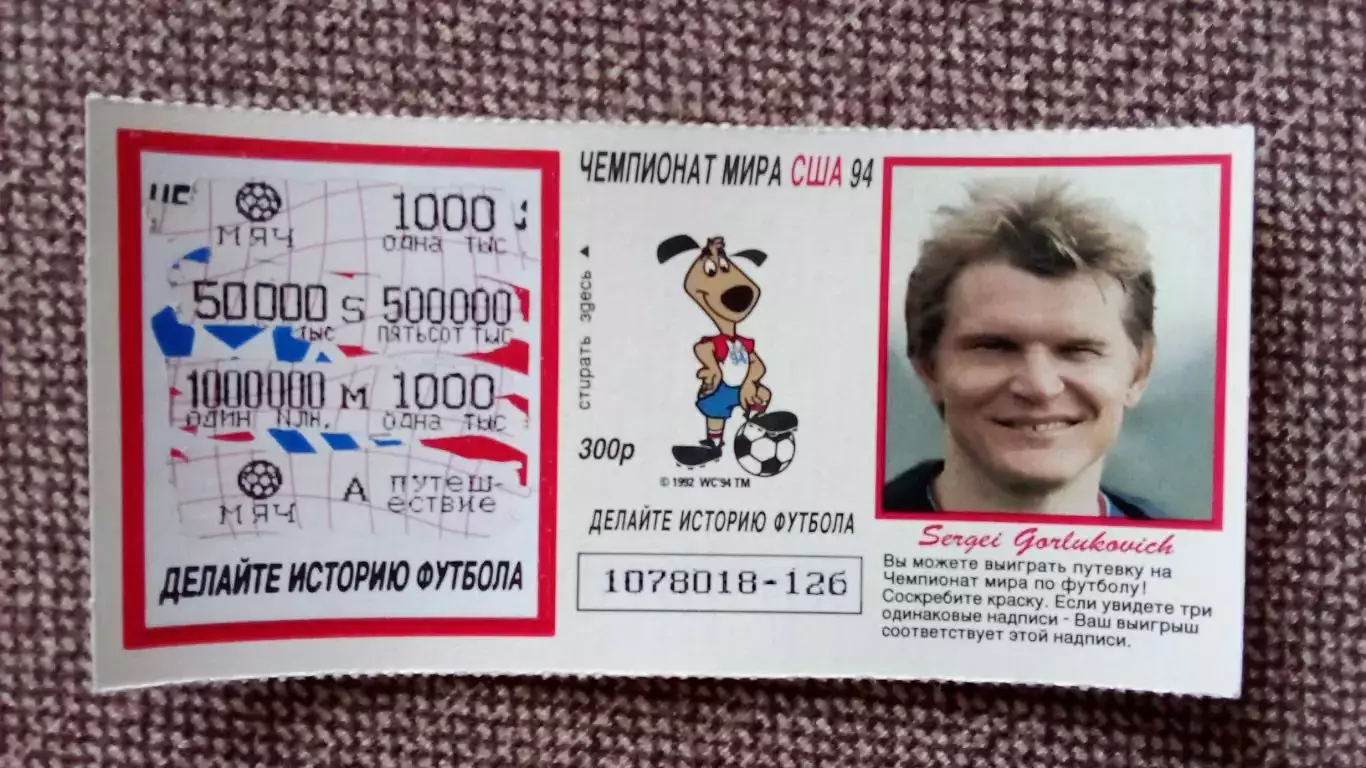 МЯЧ 1000
ОДНА ТЫС
50000 S 500000
ТЫС ПЯТЬСОТ ТЫС
1000000 М 1000
ОДИН МЛН. ОДНА ТЫС
МЯЧ А ПУТЕШ-
ЕСТВИЕ
ДЕЛАЙТЕ ИСТОРИЮ ФУТБОЛА
ЧЕМПИОНАТ МИРА США 94
стирать здесь
94
300р
© 1992 WC'94 TM
ДЕЛАЙТЕ ИСТОРИЮ ФУТБОЛА
1078018-126
Sergei Gorlukovich
Вы можете выиграть путевку на
Чемпионат мира по футболу!
Соскребите краску. Если увидете три
одинаковые надписи - Ваш выигрыш
соответствует этой надписи.